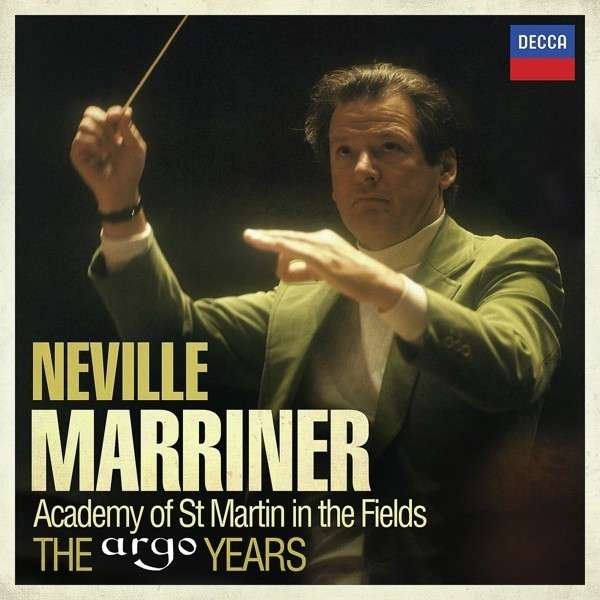 DECCA
NEVILLE
MARRINER
Academy of St Martin in the Fields
THE argo YEARS